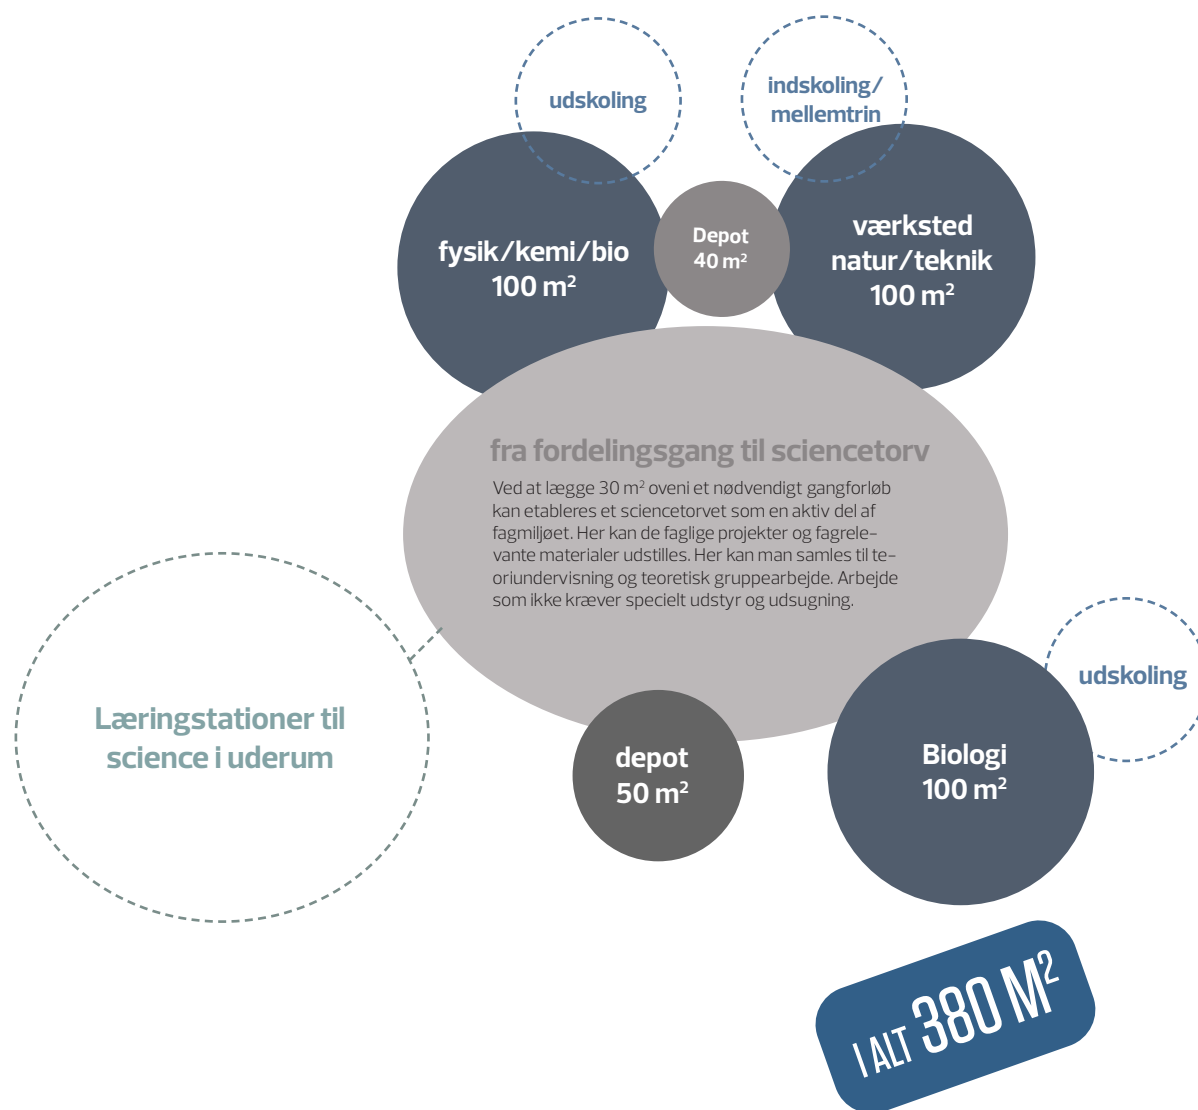 udskoling
indskoling/
mellemtrin
fysik/kemi/bio
100 m²
Depot
40 m²
værksted
natur/teknik
100 m²
fra fordelingsgang til sciencetorv
Ved at lægge 30 m² oveni et nødvendigt gangforløb
kan etableres et sciencetorvet som en aktiv del af
fagmiljøet. Her kan de faglige projekter og fagrele-
vante materialer udstilles. Her kan man samles til te-
oriundervisning og teoretisk gruppearbejde. Arbejde
som ikke kræver specielt udstyr og udsugning.
Læringstationer til
science i uderum
udskoling
depot
50 m²
Biologi
100 m²
I ALT 380 M²